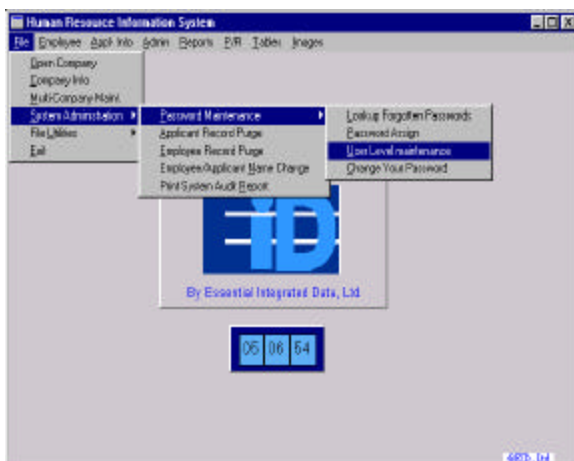 Human Resource Information System
File Employee Appl Info Admin Reports P/R Tables Images
Open Company
Company Info
Multi-Company Maint.
System Administration
File Utilities
Exit
Password Maintenance
Applicant Record Purge
Employee Record Purge
Employee/Applicant Name Change
Print System Audit Report
Lookup Forgotten Passwords
Password Assign
User Level maintenance
Change Your Password
ID
By Essential Integrated Data, Ltd.
05 06 54